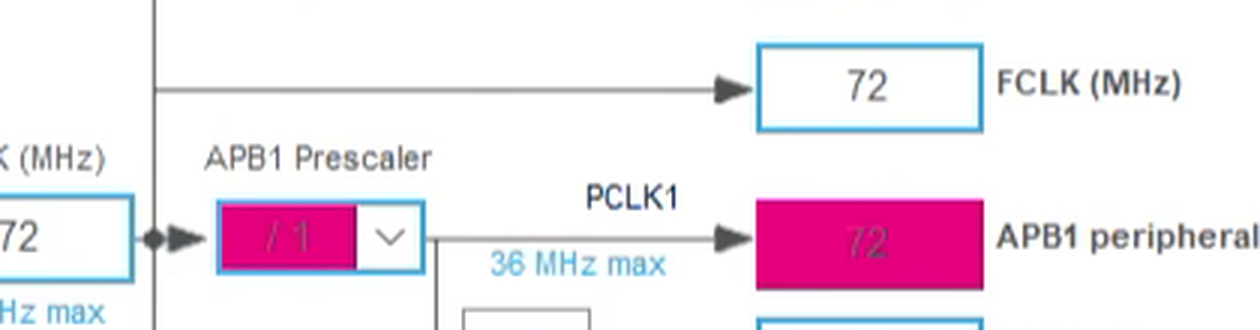 72
FCLK (MHz)
K (MHz)
APB1 Prescaler
PCLK1
72
/ 1
72
APB1 peripheral
36 MHz max
Hz max